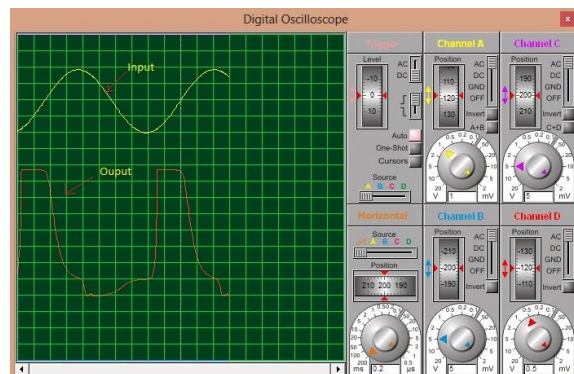 Digital Oscilloscope
x
Input
Ouput
Trigger
Level
-10
0
10
AC
DC
Auto
One-Shot
Cursors
Source
A B C D
Channel A
Position
110
120
130
AC
DC
GND
OFF
Invert
A+B
V
1
mV
Channel C
Position
190
200
210
AC
DC
GND
OFF
Invert
C+D
V
5
mV
Horizontal
Source
A B C D
Position
210 200 190
ms
0.2
µs
Channel B
Position
-210
-200
-190
AC
DC
GND
OFF
Invert
V
5
mV
Channel D
Position
-130
-120
-110
AC
DC
GND
OFF
Invert
V
0.5
mV